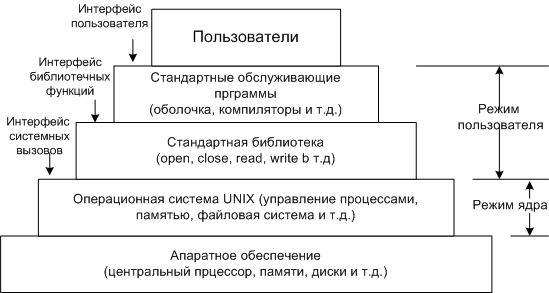 Интерфейс
пользователя
Пользователи
Интерфейс
библиотечных
функций
Стандартные обслуживающие
прграммы
(оболочка, компиляторы и т.д.)
Режим
пользователя
Интерфейс
системных
вызовов
Стандартная библиотека
(open, close, read, write b т.д)
Операционная система UNIX (управление процессами,
памятью, файловая система и т.д.)
Режим ядра
Апаратное обеспечение
(центральный прцессор, памяти, диски и т.д.)